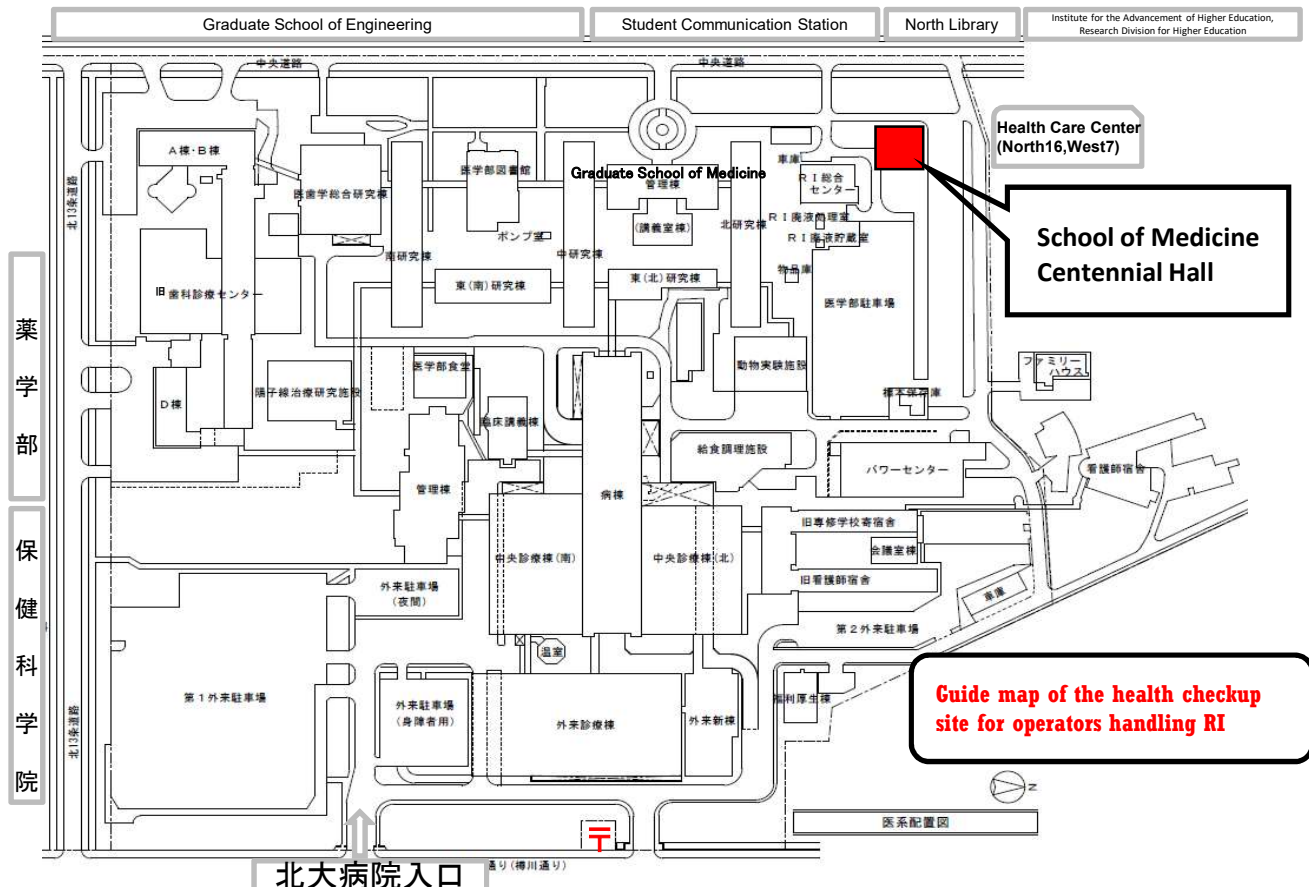 Graduate School of Engineering
Student Communication Station
North Library
Institute for the Advancement of Higher Education,
Research Division for Higher Education
中央道路
中央道路
Health Care Center
(North16,West7)
A棟・B棟
医歯学総合研究棟
医学部図書館
Graduate School of Medicine
管理棟
車庫
RI総合
センター
北13条道路
(講義室棟)
北研究棟
RI廃液処理室
ポンプ室
RI廃液貯蔵室
南研究棟
中研究棟
物品庫
School of Medicine
Centennial Hall
旧歯科診療センター
東(南)研究棟
東(北)研究棟
医学部駐車場
薬学部
医学部食堂
動物実験施設
ファミリー
ハウス
陽子線治療研究施設
標本保存庫
D棟
臨床講義棟
給食調理施設
パワーセンター
看護師宿舎
管理棟
病棟
旧専修学校寄宿舎
保健科学院
中央診療棟(南)
中央診療棟(北)
会議室棟
外来駐車場
(夜間)
旧看護師宿舎
車庫
第2外来駐車場
温室
Guide map of the health checkup
site for operators handling RI
第1外来駐車場
外来駐車場
(身障者用)
外来診療棟
外来新棟
福利厚生棟
北13条道路
N
医系配置図
〒
北大病院入口
通り(樽川通り)